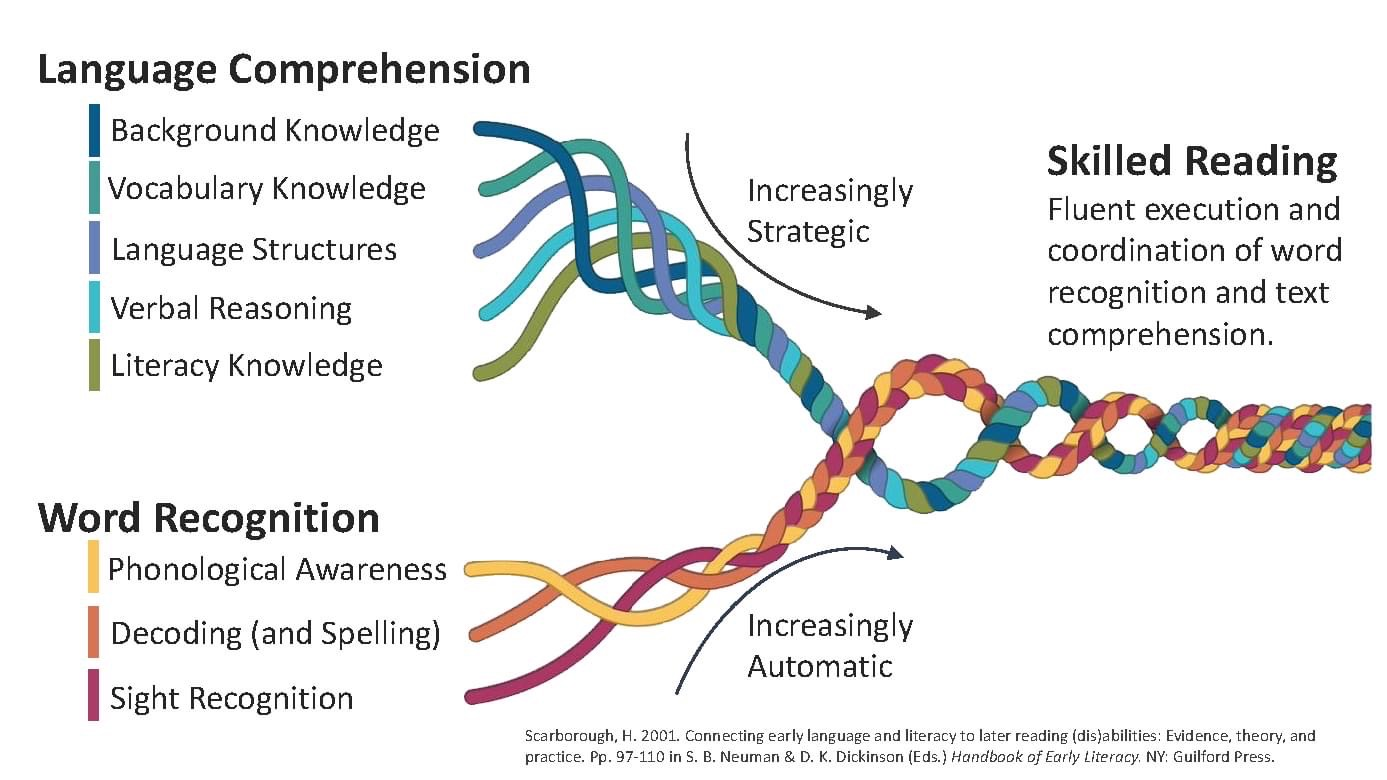 Language Comprehension
Background Knowledge
Vocabulary Knowledge
Language Structures
Verbal Reasoning
Literacy Knowledge
Increasingly
Strategic
Skilled Reading
Fluent execution and
coordination of word
recognition and text
comprehension.
Word Recognition
Phonological Awareness
Decoding (and Spelling)
Sight Recognition
Increasingly
Automatic
Scarborough, H. 2001. Connecting early language and literacy to later reading (dis)abilities: Evidence, theory, and
practice. Pp. 97-110 in S. B. Neuman & D. K. Dickinson (Eds.) Handbook of Early Literacy. NY: Guilford Press.